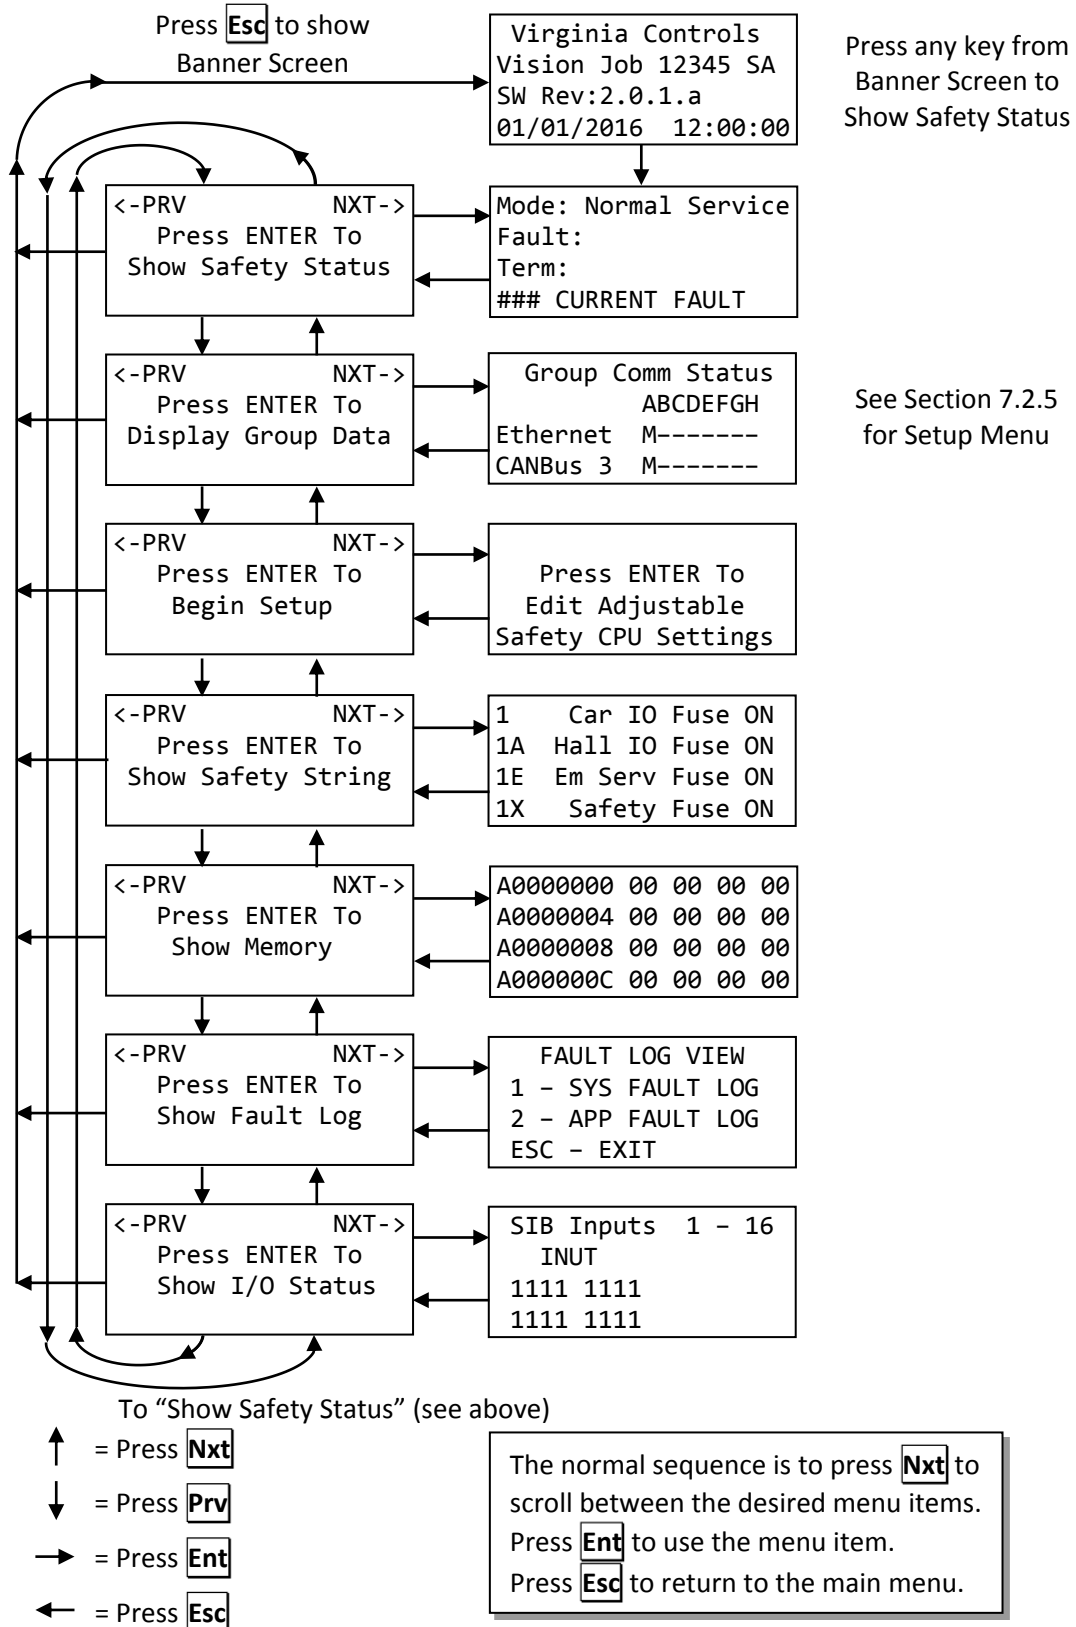 Press Esc to show
Banner Screen
Virginia Controls
Vision Job 12345 SA
SW Rev:2.0.1.a
01/01/2016 12:00:00
Press any key from
Banner Screen to
Show Safety Status
<-PRV NXT->
Press ENTER To
Show Safety Status
Mode: Normal Service
Fault:
Term:
### CURRENT FAULT
<-PRV NXT->
Press ENTER To
Display Group Data
Group Comm Status
ABCDEFGH
Ethernet M-------
CANBus 3 M-------
See Section 7.2.5
for Setup Menu
<-PRV NXT->
Press ENTER To
Begin Setup
Press ENTER To
Edit Adjustable
Safety CPU Settings
<-PRV NXT->
Press ENTER To
Show Safety String
1 Car IO Fuse ON
1A Hall IO Fuse ON
1E Em Serv Fuse ON
1X Safety Fuse ON
<-PRV NXT->
Press ENTER To
Show Memory
A0000000 00 00 00 00
A0000004 00 00 00 00
A0000008 00 00 00 00
A000000C 00 00 00 00
<-PRV NXT->
Press ENTER To
Show Fault Log
FAULT LOG VIEW
1 – SYS FAULT LOG
2 – APP FAULT LOG
ESC – EXIT
<-PRV NXT->
Press ENTER To
Show I/O Status
SIB Inputs 1 – 16
INUT
1111 1111
1111 1111
To “Show Safety Status” (see above)
= Press Nxt
= Press Prv
= Press Ent
= Press Esc
The normal sequence is to press Nxt to
scroll between the desired menu items.
Press Ent to use the menu item.
Press Esc to return to the main menu.